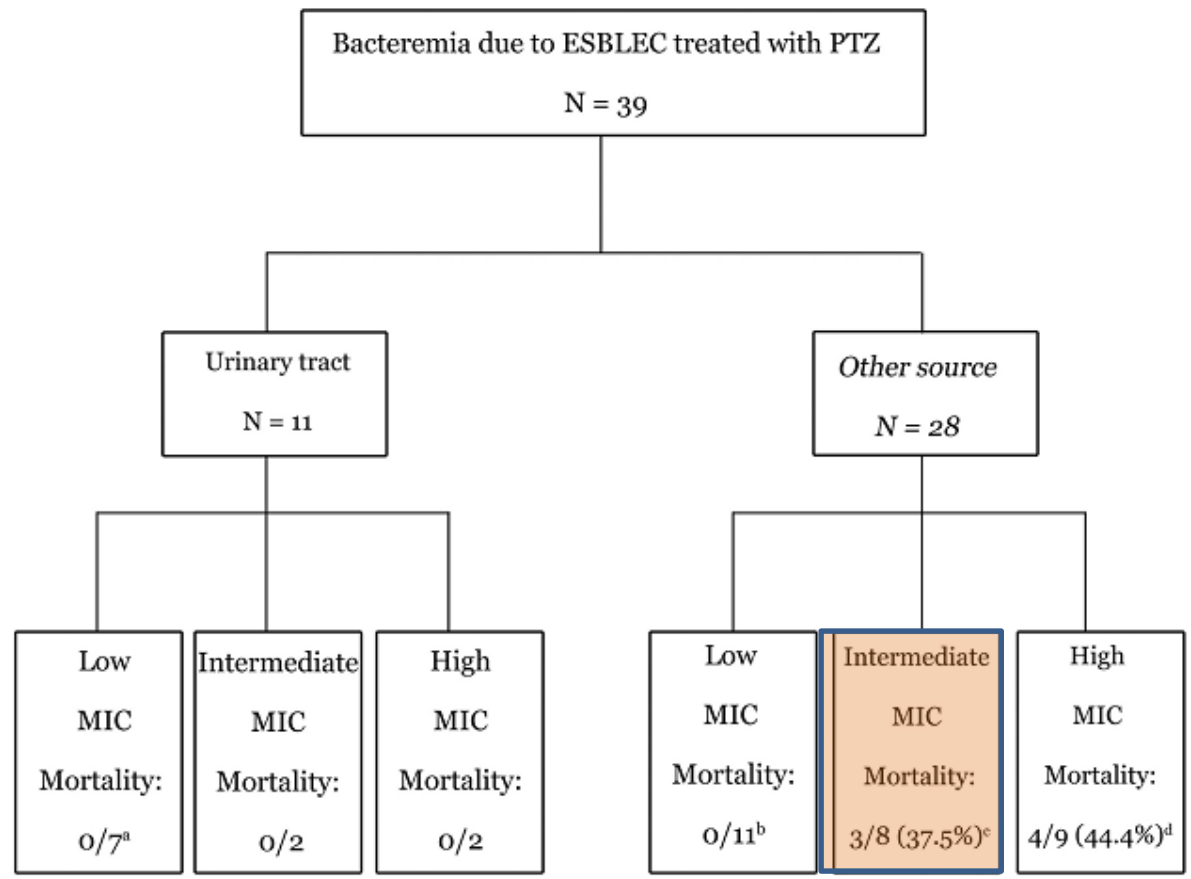 Bacteremia due to ESBLEC treated with PTZ
N = 39
Urinary tract
N = 11
Other source
N = 28
Low
MIC
Mortality:
0/7ᵃ
Intermediate
MIC
Mortality:
0/2
High
MIC
Mortality:
0/2
Low
MIC
Mortality:
0/11ᵇ
Intermediate
MIC
Mortality:
3/8 (37.5%)ᶜ
High
MIC
Mortality:
4/9 (44.4%)ᵈ